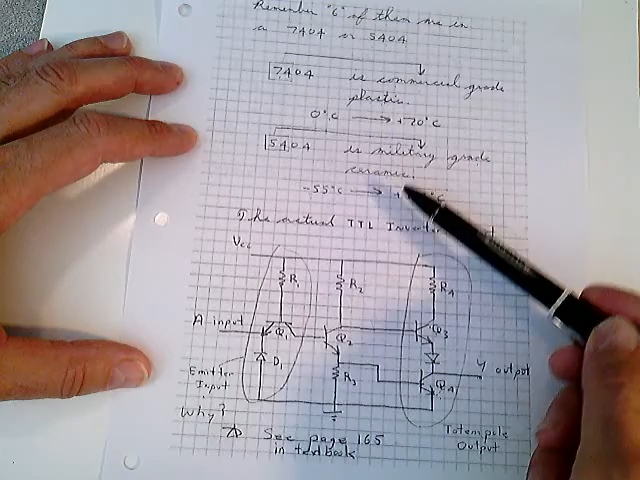 Remember "6" of them are in
a 7404 or 5404
7404 is commercial grade
plastic.
0°C → +70°C
5404 is military grade
ceramic.
-55°C → + °C
The actual TTL Inverter
Vcc
R1
R2
R4
A input
Q1
Q2
Q3
D1
R3
Q4
Y output
Emitter
Input
Why?
See page 165
in textbook
Totempole
Output